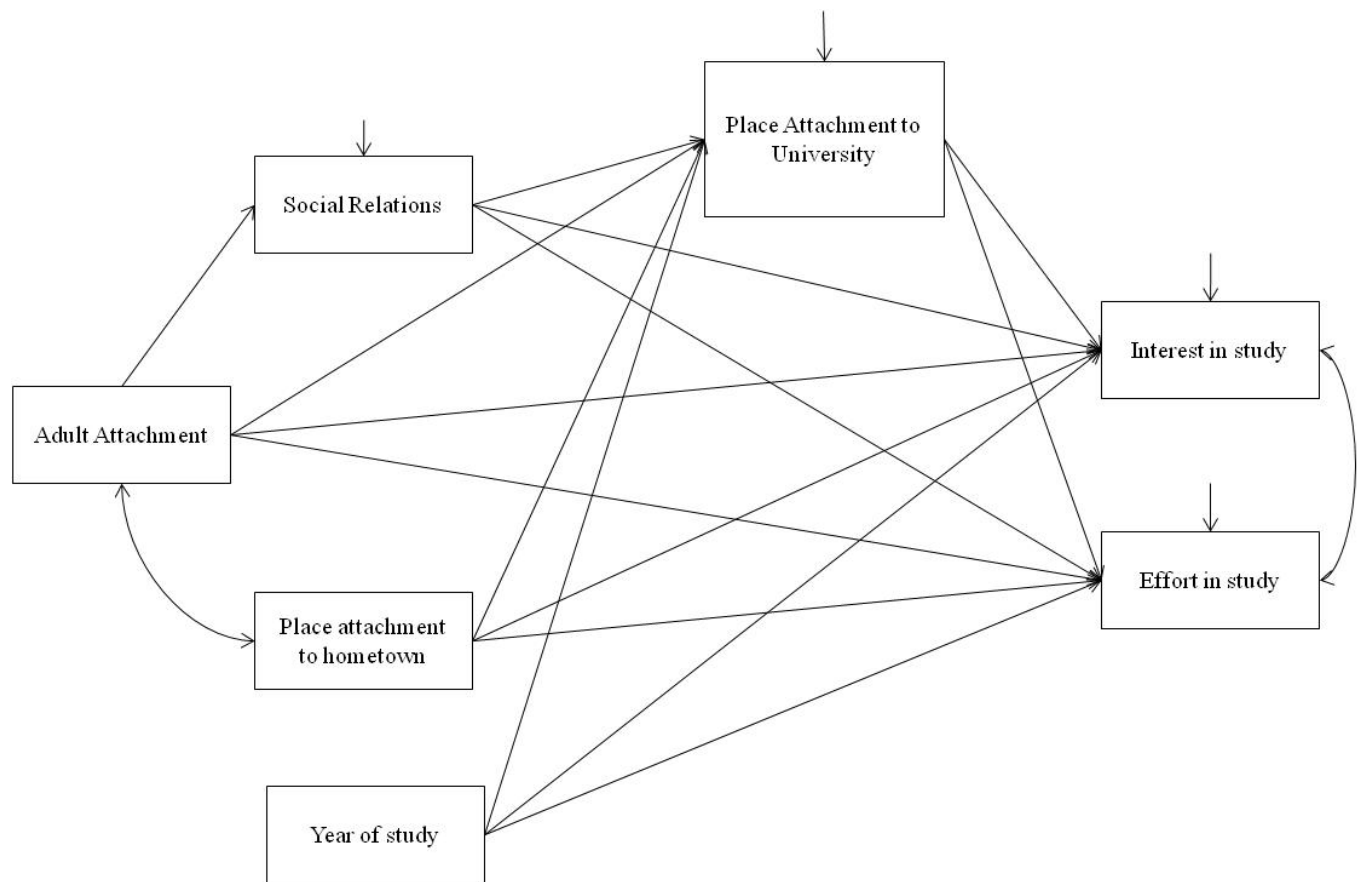 Place Attachment to
University
Social Relations
Interest in study
Adult Attachment
Effort in study
Place attachment
to hometown
Year of study